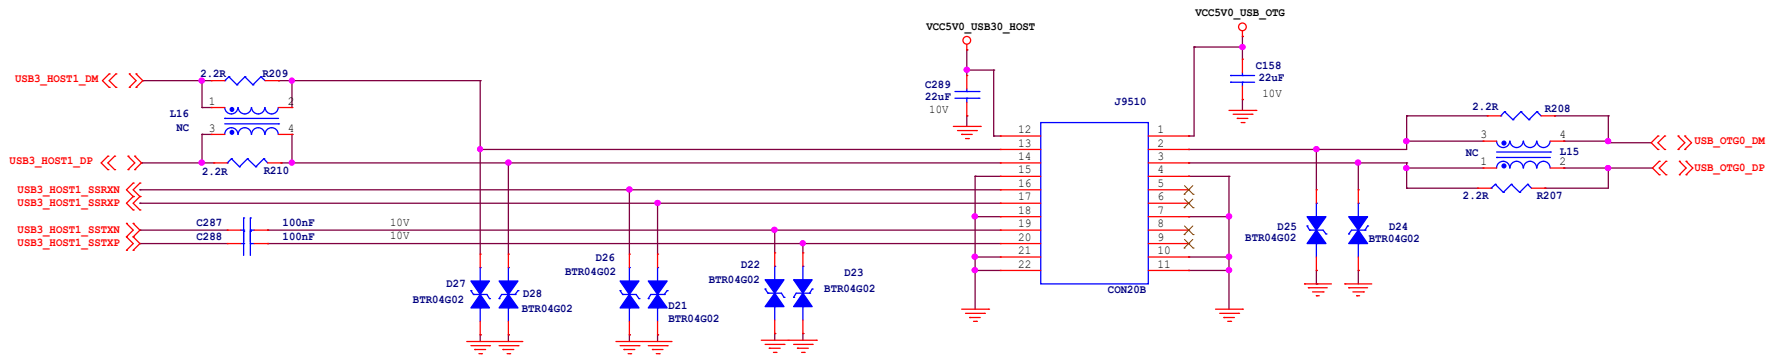 VCC5V0_USB30_HOST
VCC5V0_USB_OTG
USB3_HOST1_DM
2.2R
R209
1
2
L16
NC
3
4
USB3_HOST1_DP
2.2R
R210
USB3_HOST1_SSRXN
USB3_HOST1_SSRXP
USB3_HOST1_SSTXN
USB3_HOST1_SSTXP
C287
100nF
10V
C288
100nF
10V
D27
BTR04G02
D28
BTR04G02
D26
BTR04G02
D21
BTR04G02
D22
BTR04G02
D23
BTR04G02
C289
22uF
10V
C158
22uF
10V
J9510
12
13
14
15
16
17
18
19
20
21
22
1
2
3
4
5
6
7
8
9
10
11
CON20B
D25
BTR04G02
D24
BTR04G02
2.2R
R208
3
4
NC
L15
1
2
2.2R
R207
USB_OTG0_DM
USB_OTG0_DP